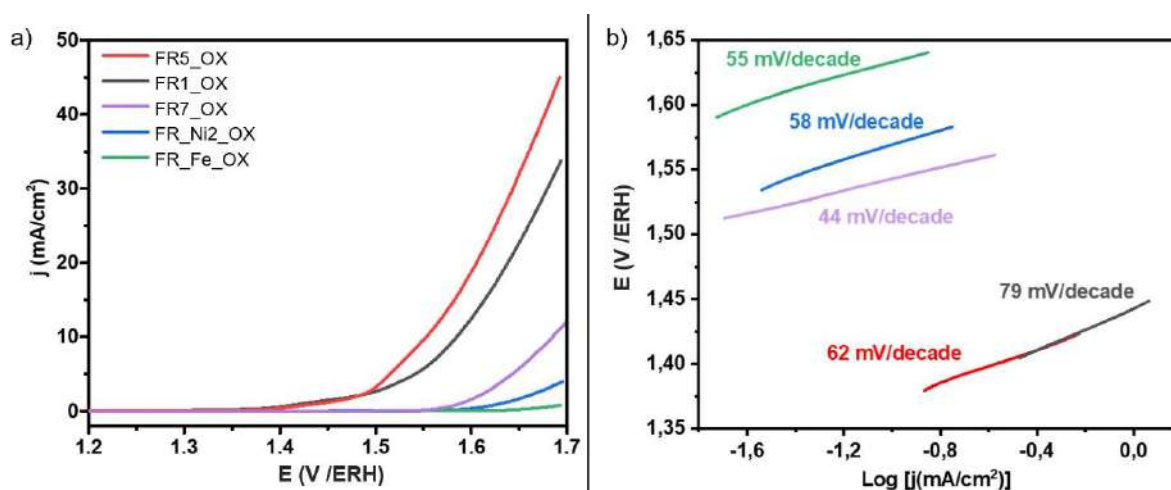 a)
50
40
30
20
10
0
j (mA/cm²)
FR5_OX
FR1_OX
FR7_OX
FR_Ni2_OX
FR_Fe_OX
1.2 1.3 1.4 1.5 1.6 1.7
E (V /ERH)
b)
1,65
1,60
1,55
1,50
1,45
1,40
1,35
E (V /ERH)
55 mV/decade
58 mV/decade
44 mV/decade
79 mV/decade
62 mV/decade
-1,6 -1,2 -0,8 -0,4 0,0
Log [j(mA/cm²)]